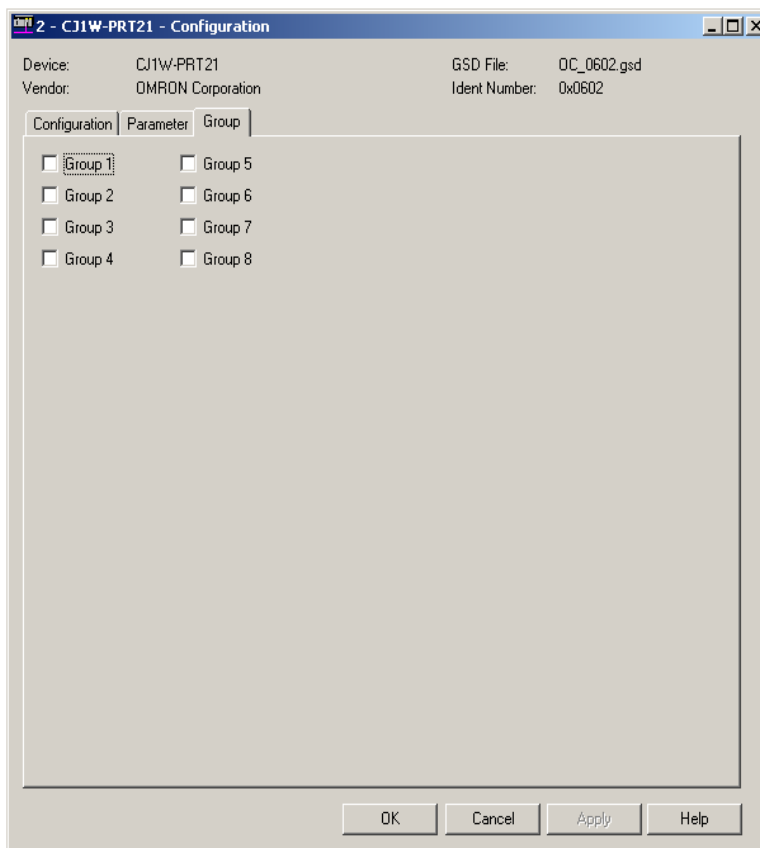 2 - CJ1W-PRT21 - Configuration
Device: CJ1W-PRT21 GSD File: OC_0602.gsd
Vendor: OMRON Corporation Ident Number: 0x0602
Configuration Parameter Group
Group 1 Group 5
Group 2 Group 6
Group 3 Group 7
Group 4 Group 8
OK Cancel Apply Help